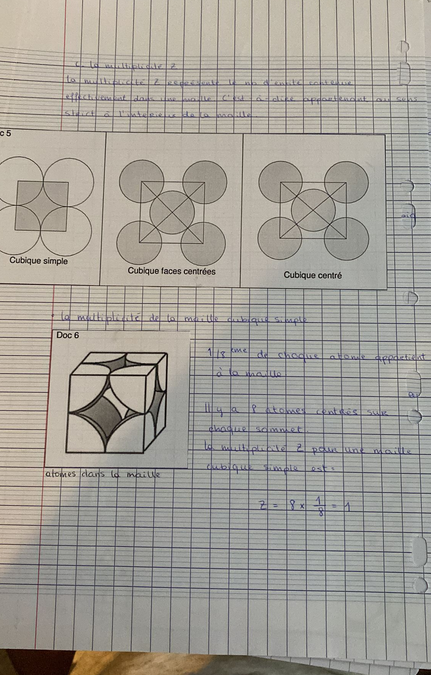 c. La multiplicité Z
La multiplicité Z représente le nb d'entité contenue
effectivement dans une maille c'est à dire appartenant au sens
strict à l'intérieur de la maille.
c 5
Cubique simple
Cubique faces centrées
Cubique centré
La multiplicité de la maille cubique simple
Doc 6
1/8 ème de chaque atome appartient
à la maille
Il y a 8 atomes centrés sur
chaque sommet.
La multiplicité Z pour une maille
cubique simple est:
atomes dans la maille
Z = 8 x 1/8 = 1